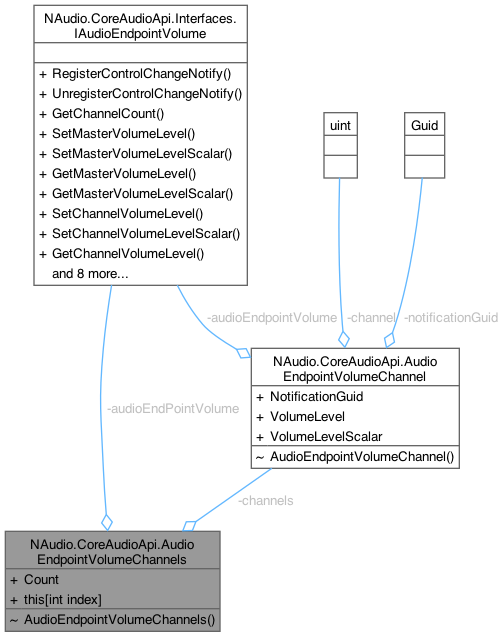 NAudio.CoreAudioApi.Interfaces.
IAudioEndpointVolume
+ RegisterControlChangeNotify()
+ UnregisterControlChangeNotify()
+ GetChannelCount()
+ SetMasterVolumeLevel()
+ SetMasterVolumeLevelScalar()
+ GetMasterVolumeLevel()
+ GetMasterVolumeLevelScalar()
+ SetChannelVolumeLevel()
+ SetChannelVolumeLevelScalar()
+ GetChannelVolumeLevel()
and 8 more...
uint
Guid
-audioEndpointVolume
-channel
-notificationGuid
NAudio.CoreAudioApi.Audio
EndpointVolumeChannel
+ NotificationGuid
+ VolumeLevel
+ VolumeLevelScalar
~ AudioEndpointVolumeChannel()
-audioEndPointVolume
-channels
NAudio.CoreAudioApi.Audio
EndpointVolumeChannels
+ Count
+ this[int index]
~ AudioEndpointVolumeChannels()